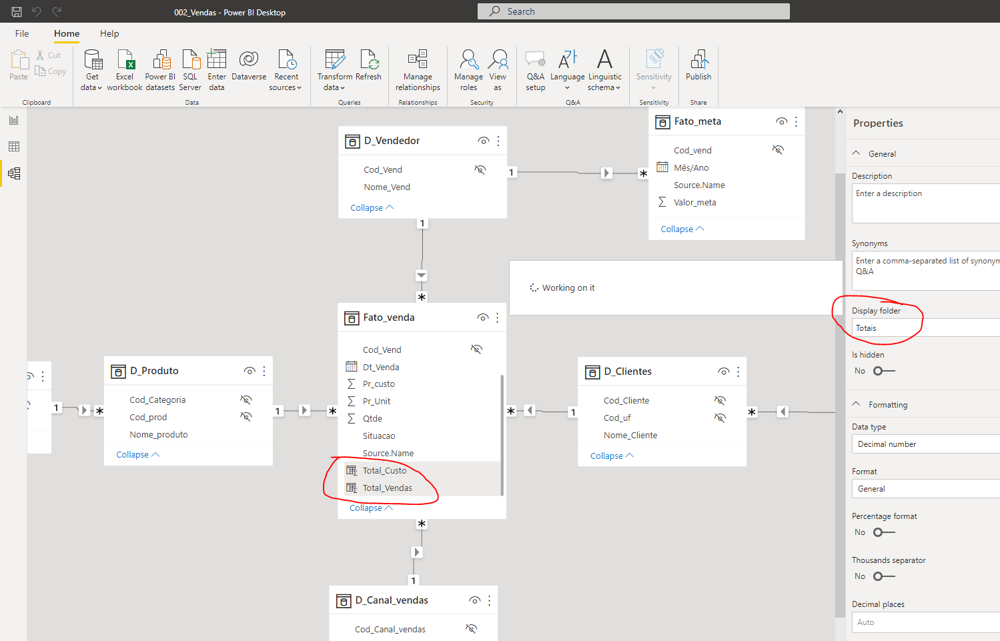 002_Vendas - Power BI Desktop
Search
File
Home
Help
Paste
Cut
Copy
Clipboard
Get data
Excel workbook
Power BI datasets
SQL Server
Enter data
Dataverse
Recent sources
Data
Transform data
Refresh
Queries
Manage relationships
Relationships
Manage roles
View as
Security
Q&A setup
Language
Linguistic schema
Q&A
Sensitivity
Sensitivity
Publish
Share
D_Vendedor
Cod_Vend
Nome_Vend
Collapse
1
*
Fato_meta
Cod_vend
Mês/Ano
Source.Name
Valor_meta
Collapse
1
*
Working on it
Fato_venda
Cod_Vend
Dt_Venda
Pr_custo
Pr_Unit
Qtde
Situacao
Source.Name
Total_Custo
Total_Vendas
Collapse
1
*
D_Produto
Cod_Categoria
Cod_prod
Nome_produto
Collapse
1
*
*
1
D_Clientes
Cod_Cliente
Cod_uf
Nome_Cliente
Collapse
*
*
1
D_Canal_vendas
Cod_Canal_vendas
Properties
General
Description
Enter a description
Synonyms
Enter a comma-separated list of synonym
Q&A
Display folder
Totais
Is hidden
No
Formatting
Data type
Decimal number
Format
General
Percentage format
No
Thousands separator
No
Decimal places
Auto